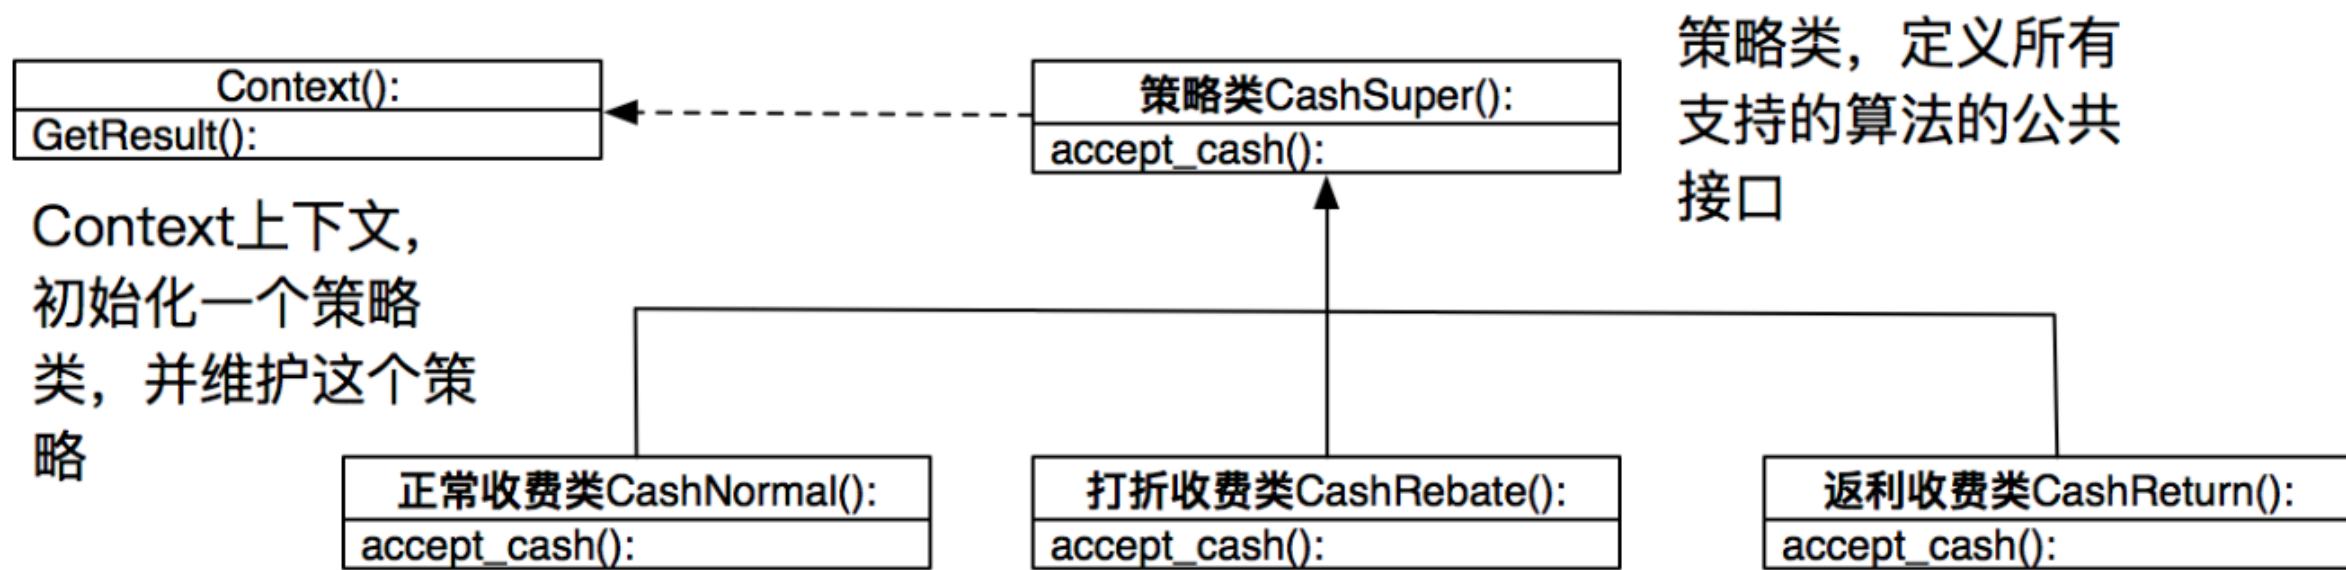 Context():
GetResult():
Context上下文，
初始化一个策略
类，并维护这个策
略
策略类CashSuper():
accept_cash():
策略类，定义所有
支持的算法的公共
接口
正常收费类CashNormal():
accept_cash():
打折收费类CashRebate():
accept_cash():
返利收费类CashReturn():
accept_cash():